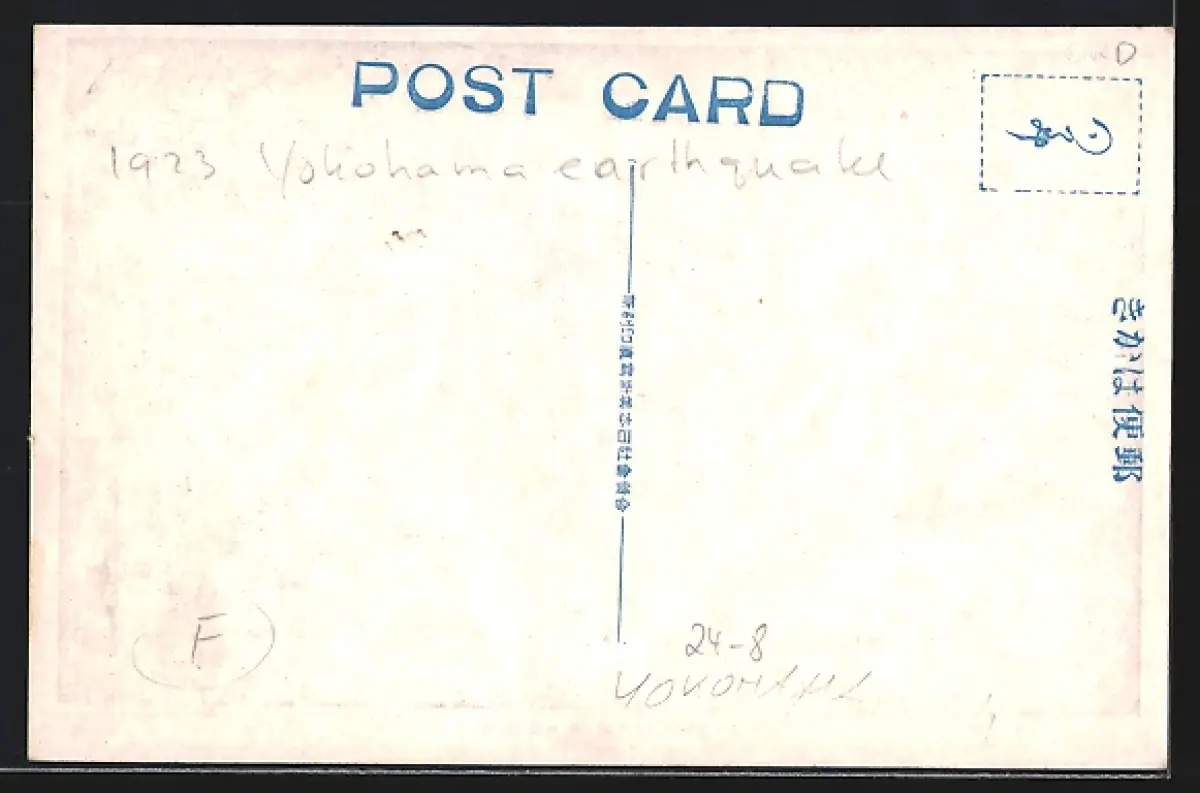 D
POST CARD
1923 Yokohama earthquake
きかは便郵
F
24-8
YOKOHAMA